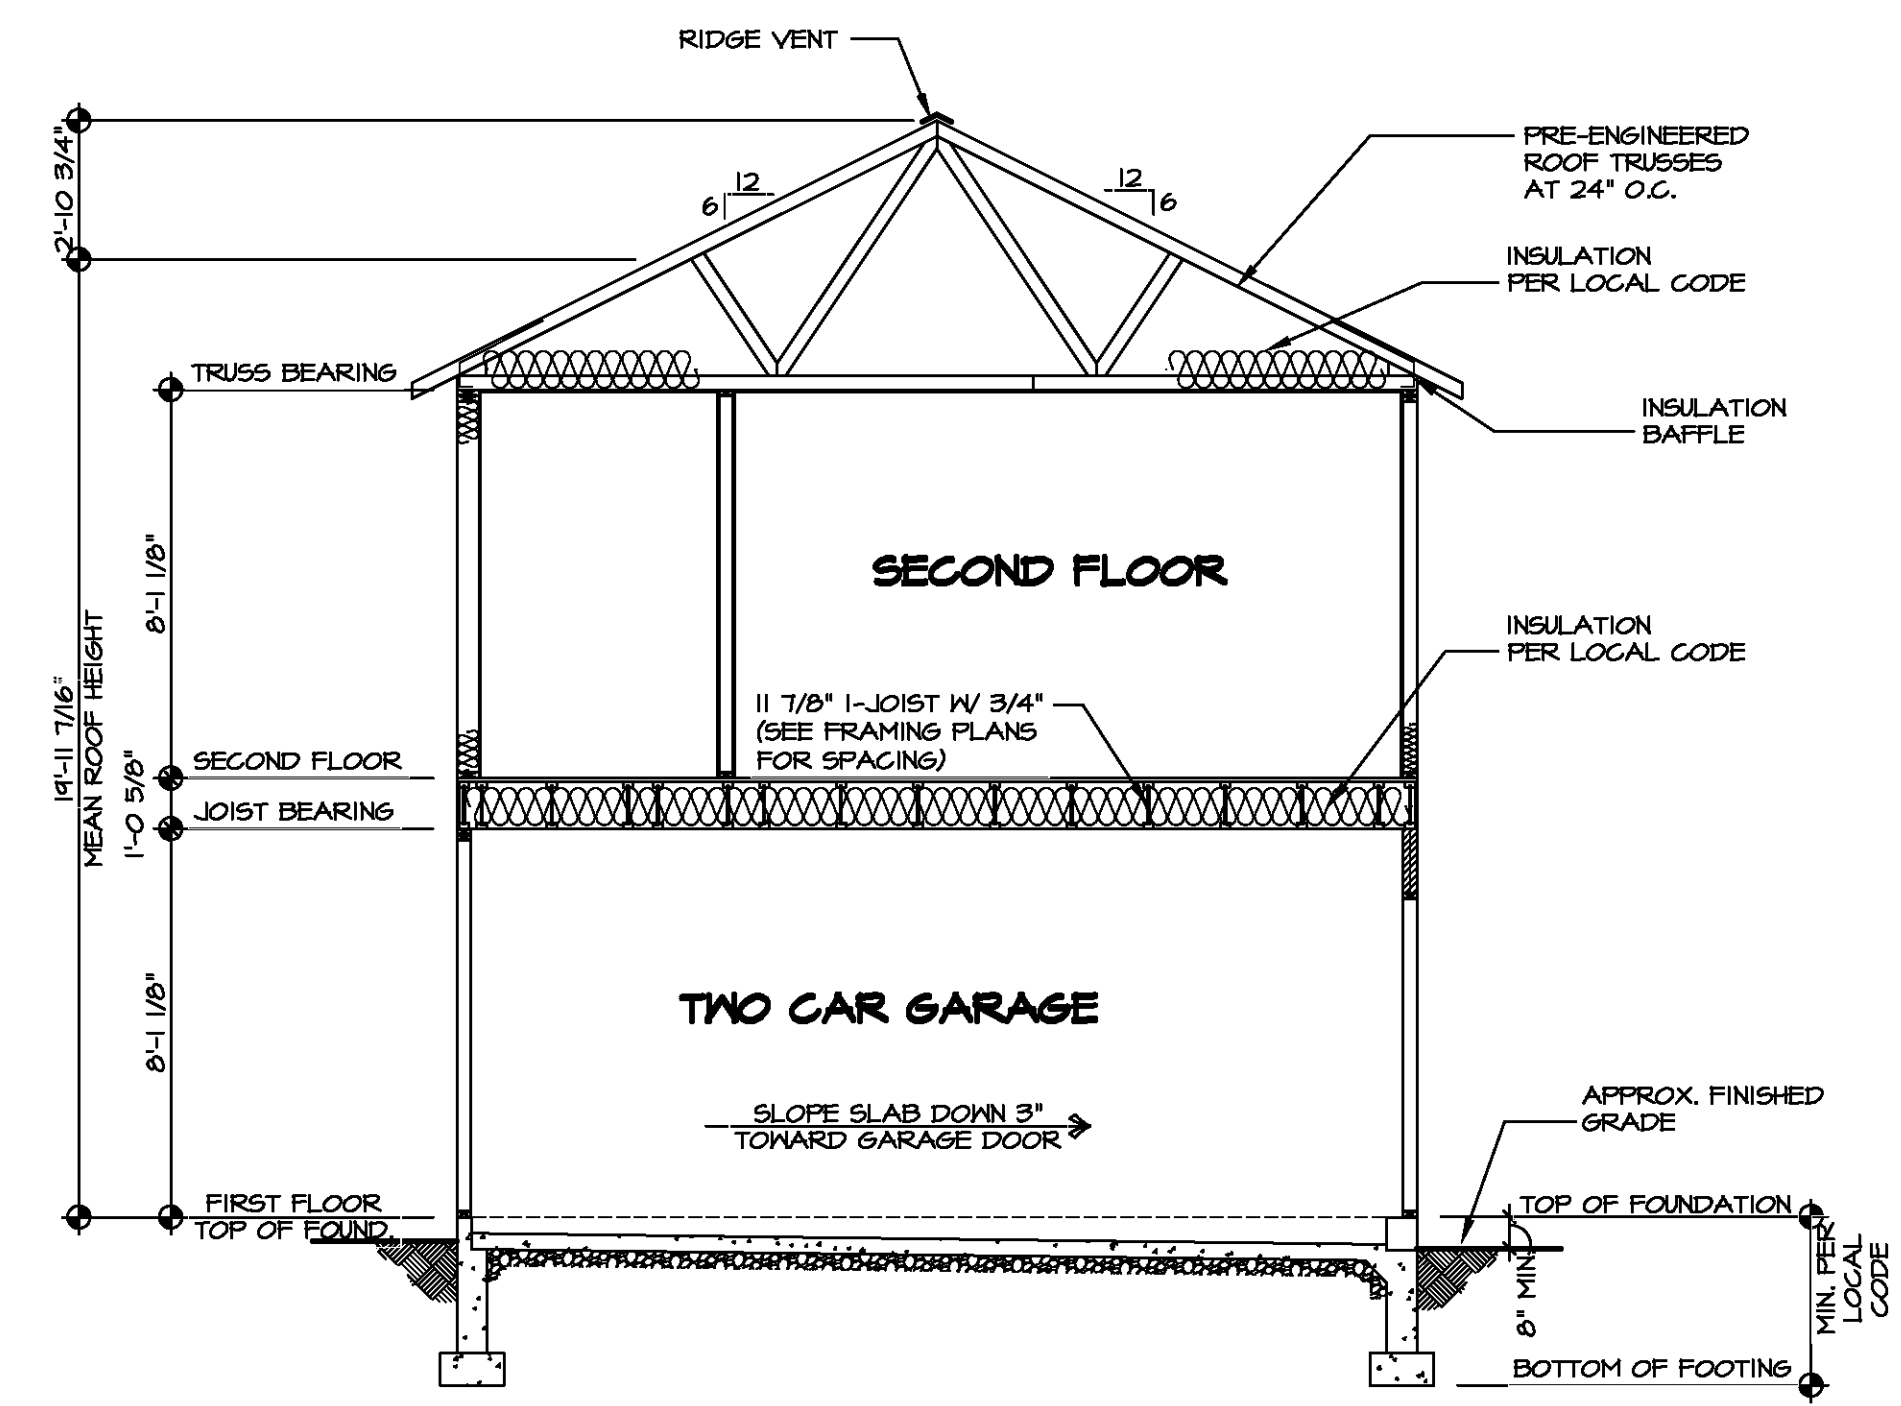 RIDGE VENT
2'-10 3/4"
12
6
12
6
PRE-ENGINEERED
ROOF TRUSSES
AT 24" O.C.
INSULATION
PER LOCAL CODE
TRUSS BEARING
INSULATION
BAFFLE
8'-1 1/8"
SECOND FLOOR
INSULATION
PER LOCAL CODE
19'-11 7/16"
MEAN ROOF HEIGHT
11 7/8" I-JOIST W/ 3/4"
(SEE FRAMING PLANS
FOR SPACING)
SECOND FLOOR
1'-0 5/8"
JOIST BEARING
8'-1 1/8"
TWO CAR GARAGE
SLOPE SLAB DOWN 3"
TOWARD GARAGE DOOR
APPROX. FINISHED
GRADE
FIRST FLOOR
TOP OF FOUND.
TOP OF FOUNDATION
8" MIN.
MIN. PER
LOCAL
CODE
BOTTOM OF FOOTING